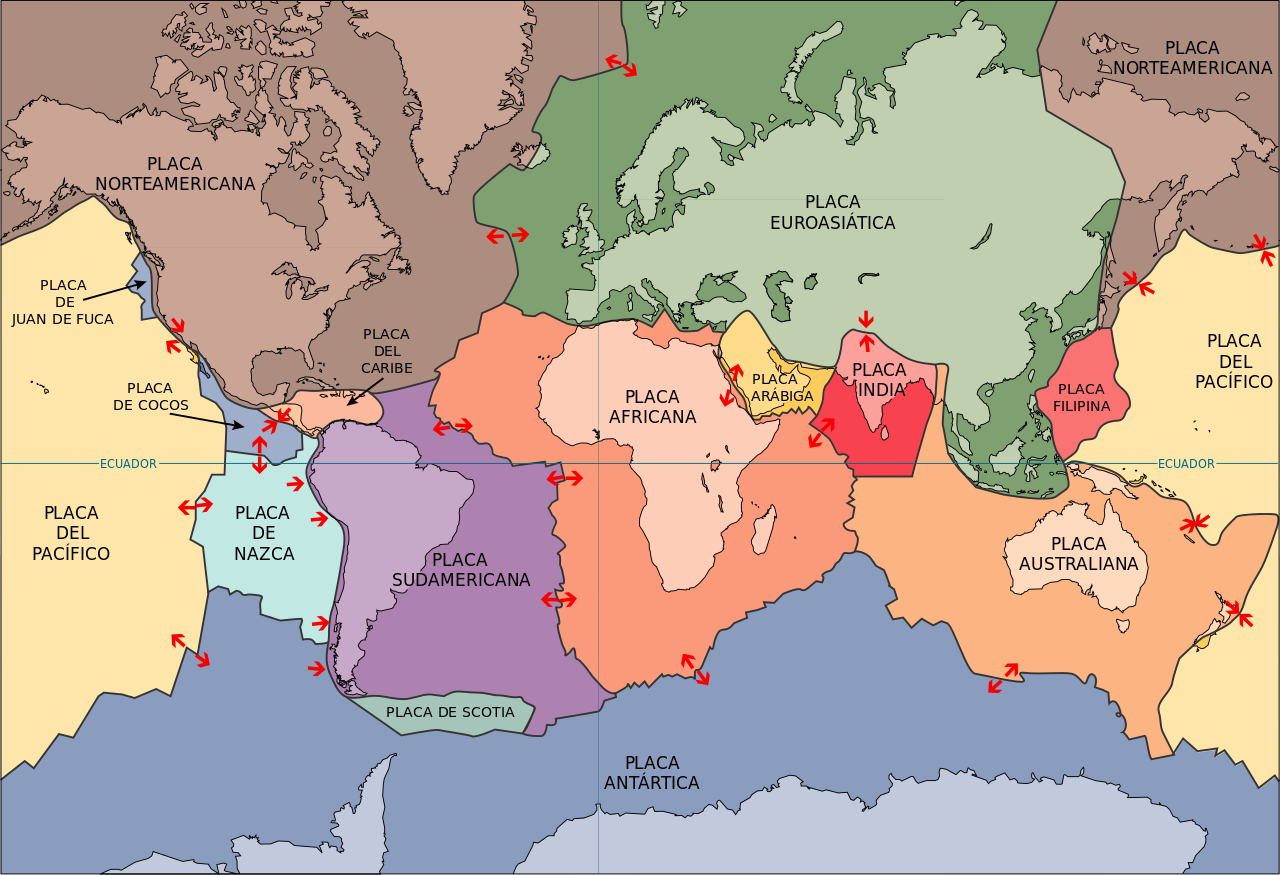 PLACA
NORTEAMERICANA
PLACA
NORTEAMERICANA
PLACA
EUROASIÁTICA
PLACA
DE
JUAN DE FUCA
PLACA
DEL
CARIBE
PLACA
DE COCOS
PLACA
ARÁBIGA
PLACA
INDIA
PLACA
FILIPINA
PLACA
DEL
PACÍFICO
PLACA
AFRICANA
ECUADOR
ECUADOR
PLACA
DEL
PACÍFICO
PLACA
DE
NAZCA
PLACA
SUDAMERICANA
PLACA
AUSTRALIANA
PLACA DE SCOTIA
PLACA
ANTÁRTICA